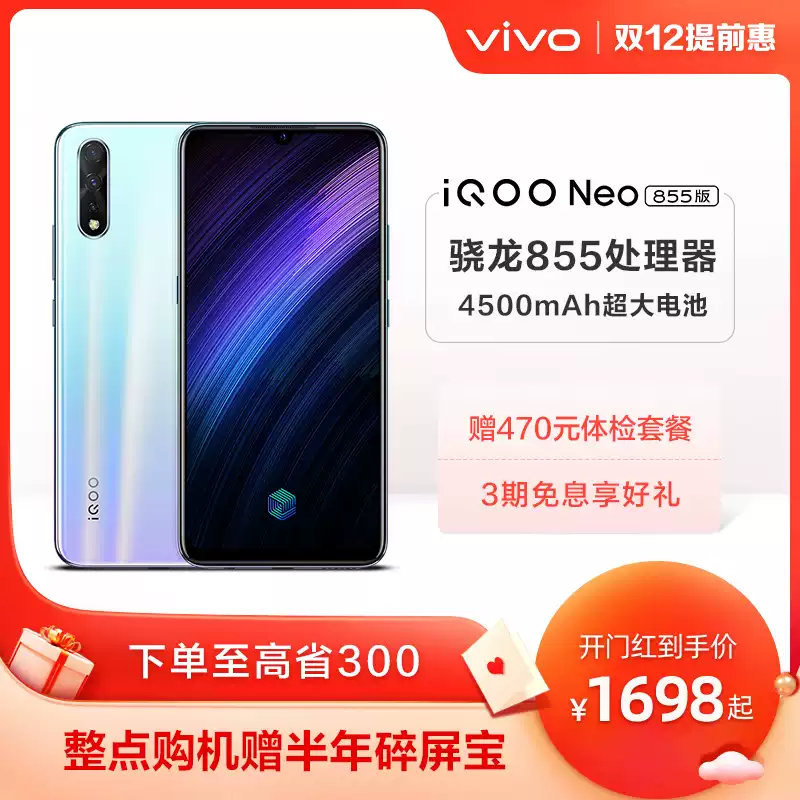 vivo | 双12提前惠
iQOO Neo 855版
骁龙855处理器
4500mAh超大电池
赠470元体检套餐
3期免息享好礼
iQOO
下单至高省300
开门红到手价
¥1698起
整点购机赠半年碎屏宝